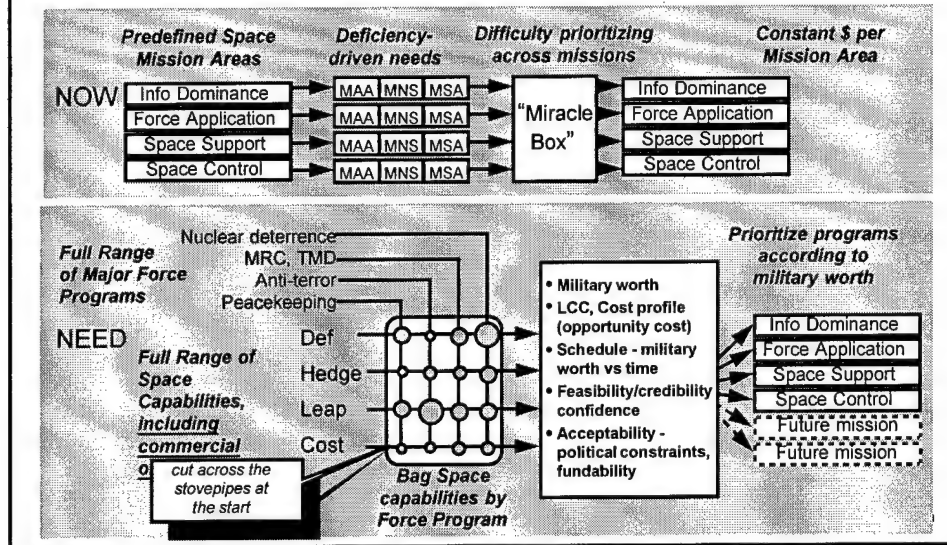 Predefined Space
Mission Areas
Deficiency-
driven needs
Difficulty prioritizing
across missions
Constant $ per
Mission Area
NOW
Info Dominance
MAA MNS MSA
Force Application
MAA MNS MSA
Space Support
MAA MNS MSA
Space Control
MAA MNS MSA
"Miracle
Box"
Info Dominance
Force Application
Space Support
Space Control
Full Range
of Major Force
Programs
Nuclear deterrence
MRC, TMD
Anti-terror
Peacekeeping
NEED
Full Range of
Space
Capabilities,
Including
commercial
cut across the
stovepipes at
the start
Def
Hedge
Leap
Cost
Bag Space
capabilities by
Force Program
• Military worth
• LCC, Cost profile
(opportunity cost)
• Schedule - military
worth vs time
• Feasibility/credibility
confidence
• Acceptability -
political constraints,
fundability
Prioritize programs
according to
military worth
Info Dominance
Force Application
Space Support
Space Control
Future mission
Future mission